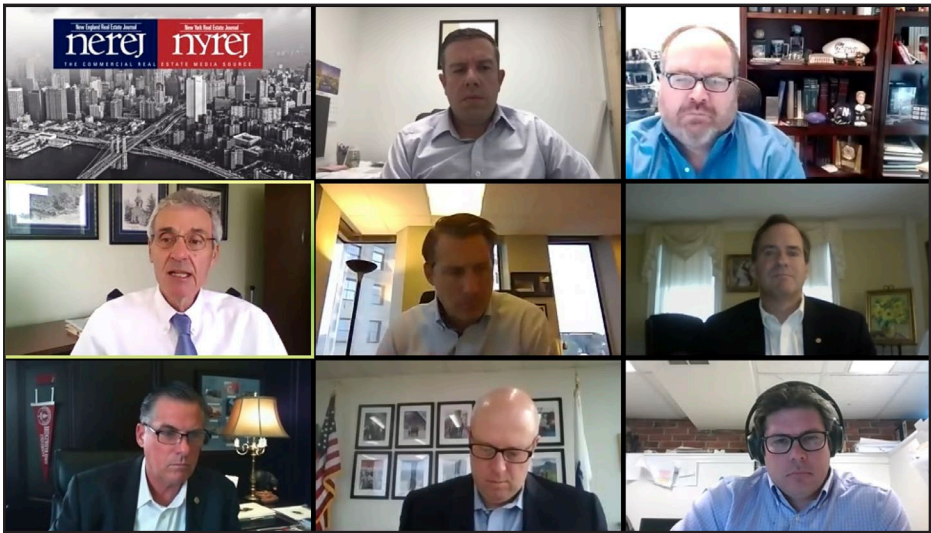 New England Real Estate Journal
nerej
New York Real Estate Journal
nyrej
THE COMMERCIAL REAL ESTATE MEDIA SOURCE